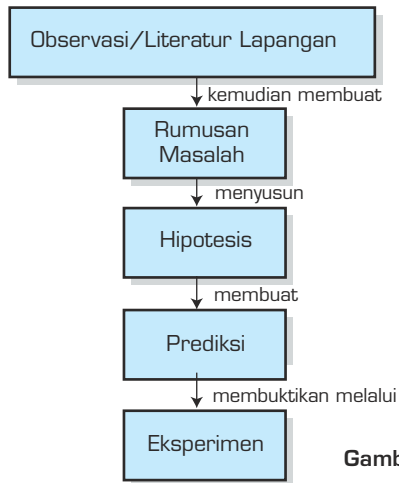 Observasi/Literatur Lapangan
kemudian membuat
Rumusan
Masalah
menyusun
Hipotesis
membuat
Prediksi
membuktikan melalui
Eksperimen
Gamb